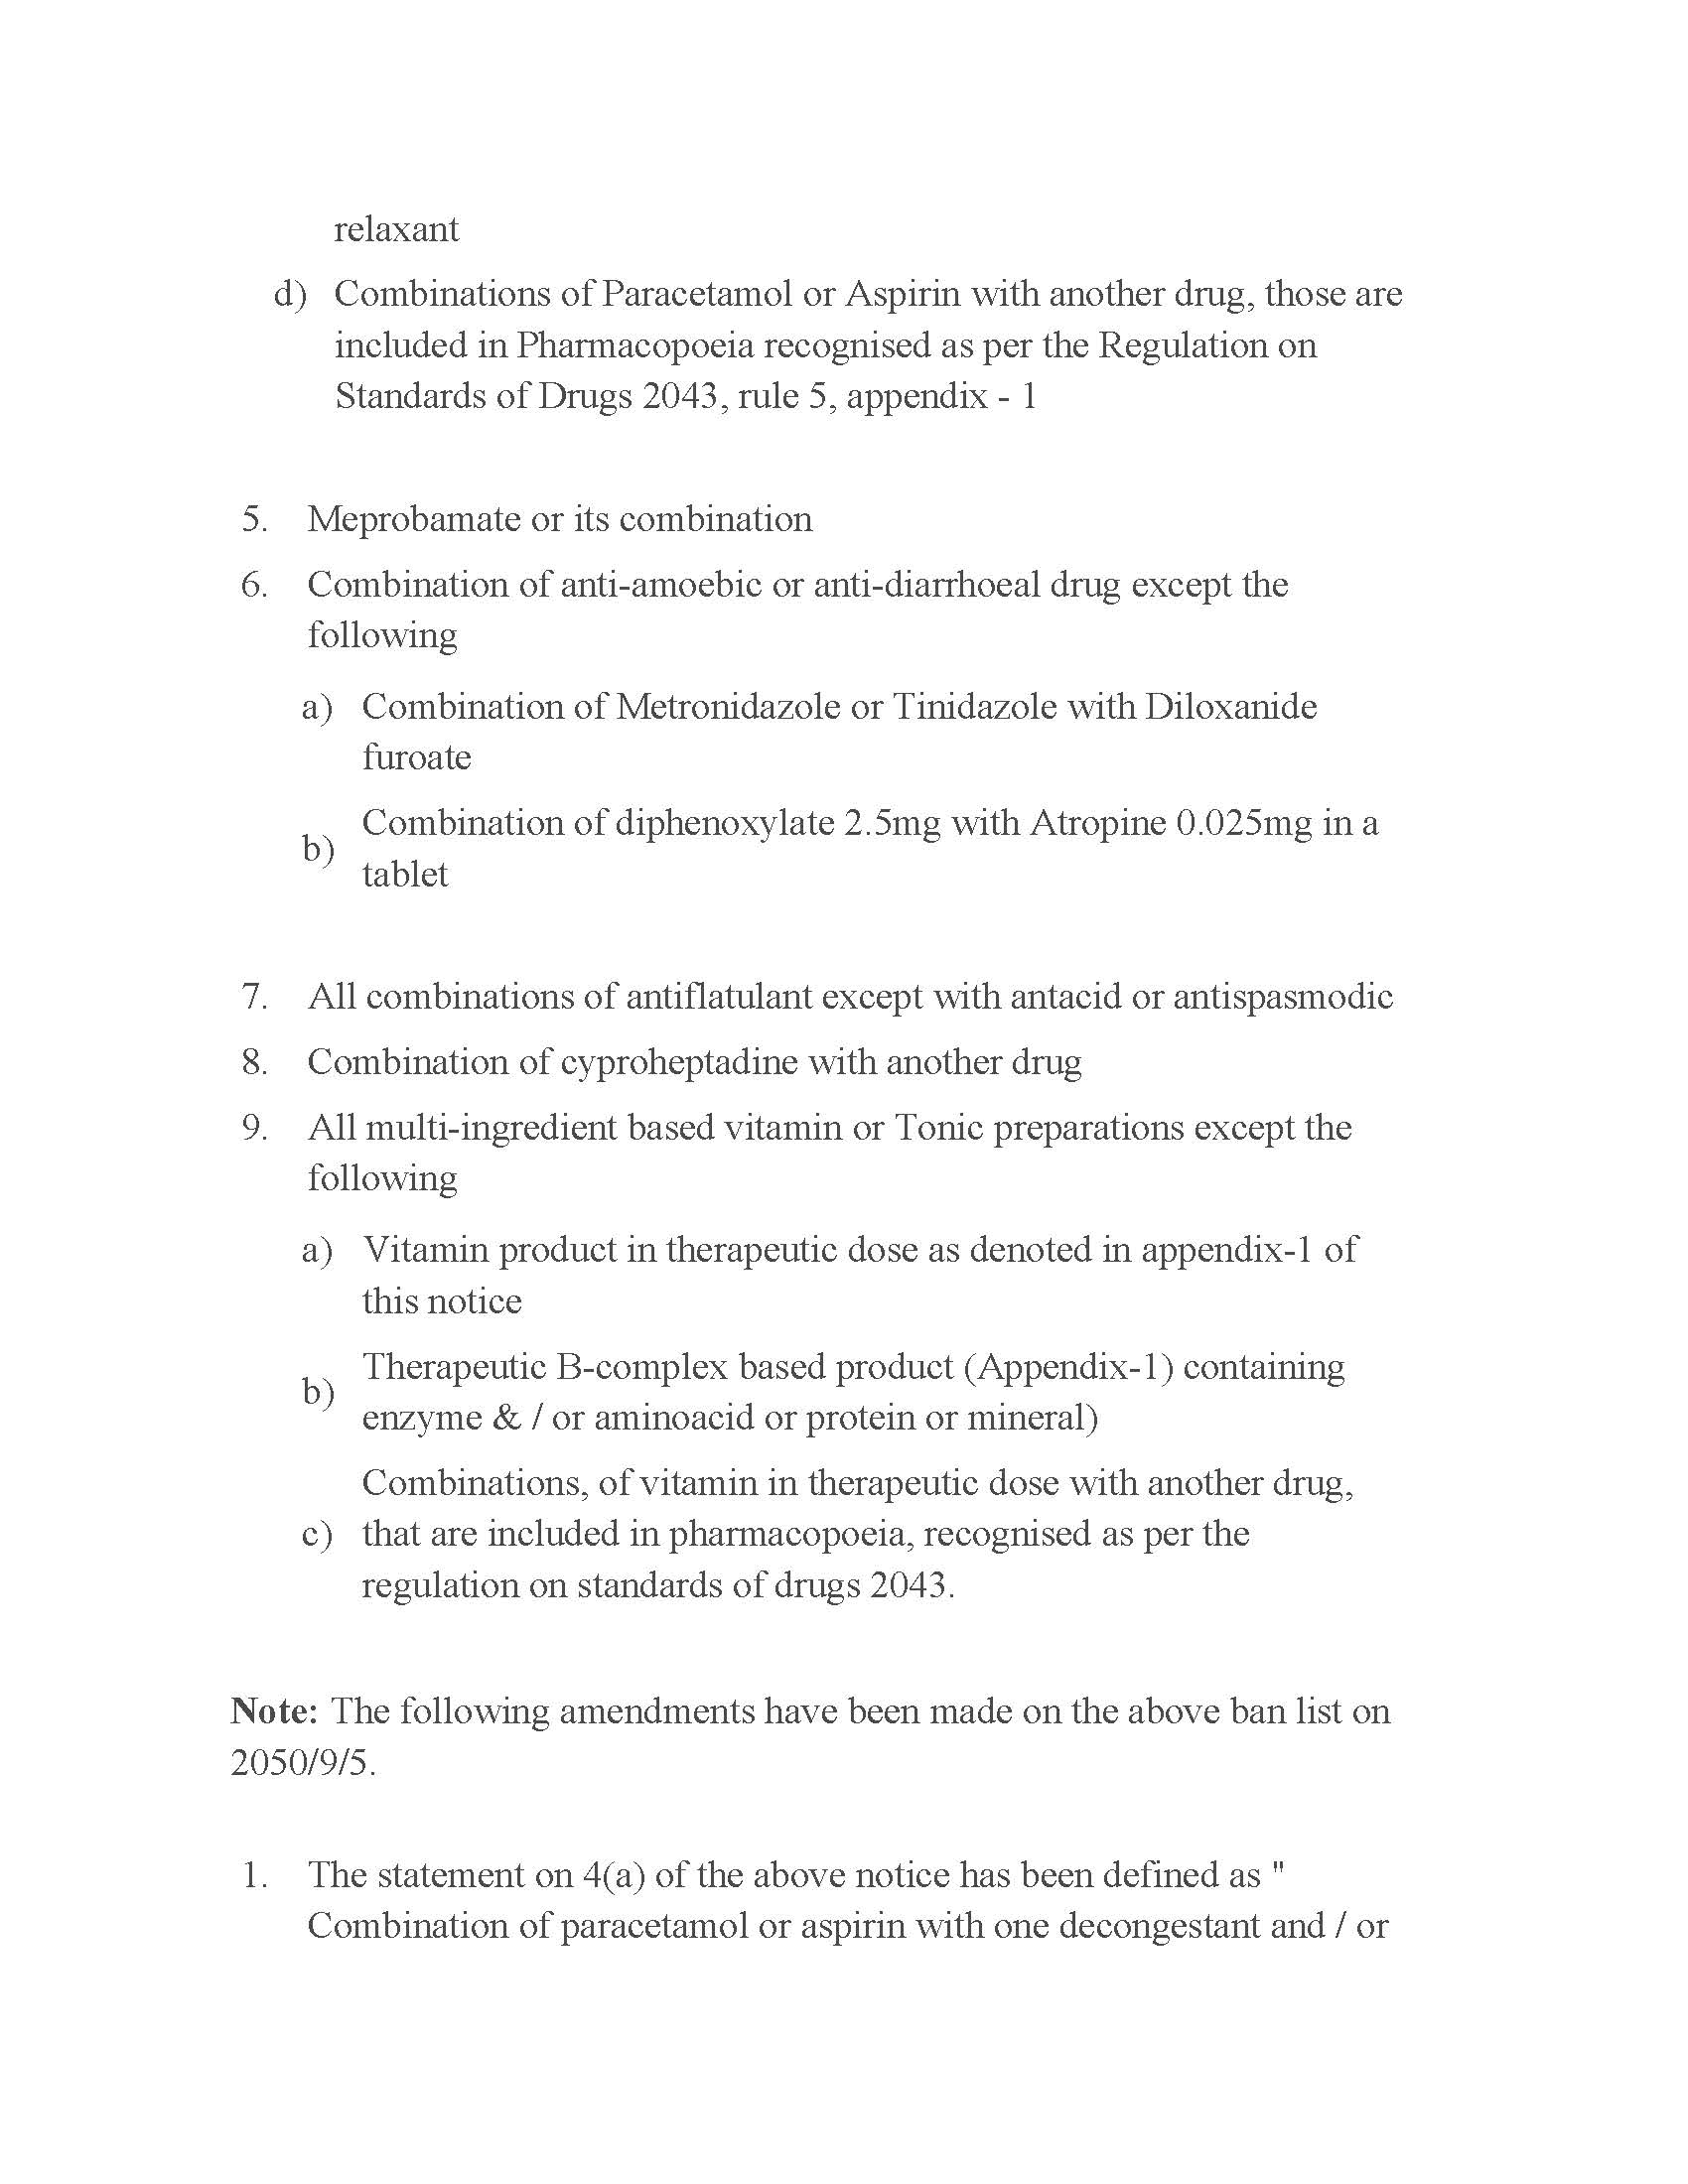 relaxant
d) Combinations of Paracetamol or Aspirin with another drug, those are
included in Pharmacopoeia recognised as per the Regulation on
Standards of Drugs 2043, rule 5, appendix - 1
5. Meprobamate or its combination
6. Combination of anti-amoebic or anti-diarrhoeal drug except the
following
a) Combination of Metronidazole or Tinidazole with Diloxanide
furoate
b) Combination of diphenoxylate 2.5mg with Atropine 0.025mg in a
tablet
7. All combinations of antiflatulant except with antacid or antispasmodic
8. Combination of cyproheptadine with another drug
9. All multi-ingredient based vitamin or Tonic preparations except the
following
a) Vitamin product in therapeutic dose as denoted in appendix-1 of
this notice
b) Therapeutic B-complex based product (Appendix-1) containing
enzyme & / or aminoacid or protein or mineral)
Combinations, of vitamin in therapeutic dose with another drug,
c) that are included in pharmacopoeia, recognised as per the
regulation on standards of drugs 2043.
Note: The following amendments have been made on the above ban list on
2050/9/5.
1. The statement on 4(a) of the above notice has been defined as "
Combination of paracetamol or aspirin with one decongestant and / or